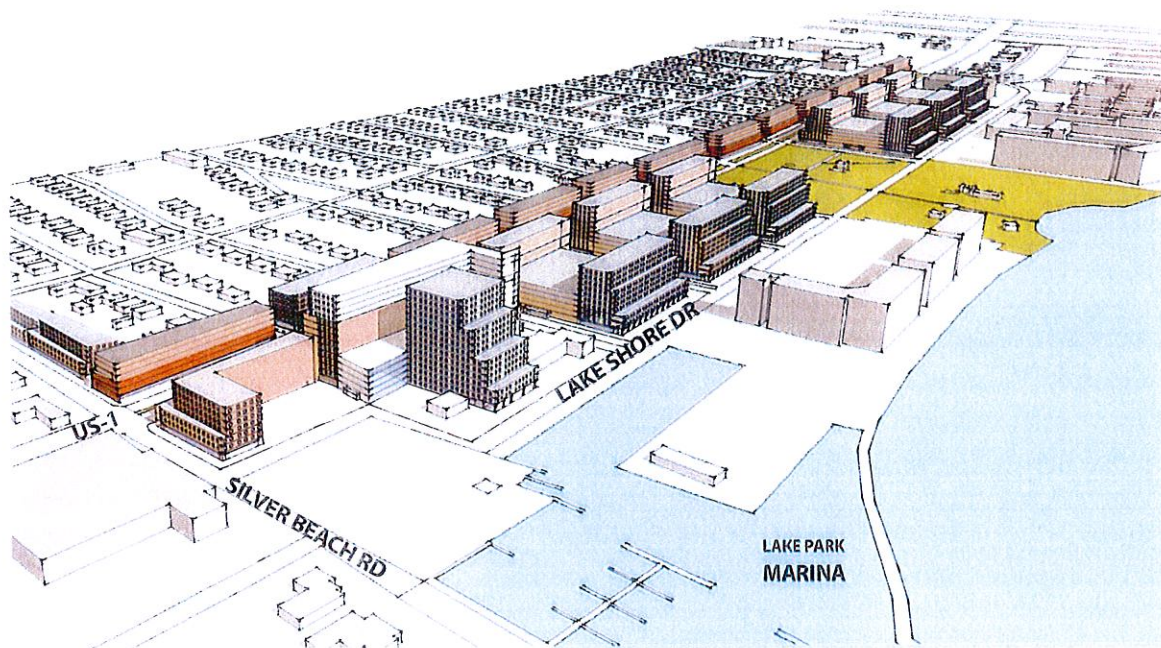 US-1
LAKE SHORE DR
SILVER BEACH RD
LAKE PARK
MARINA